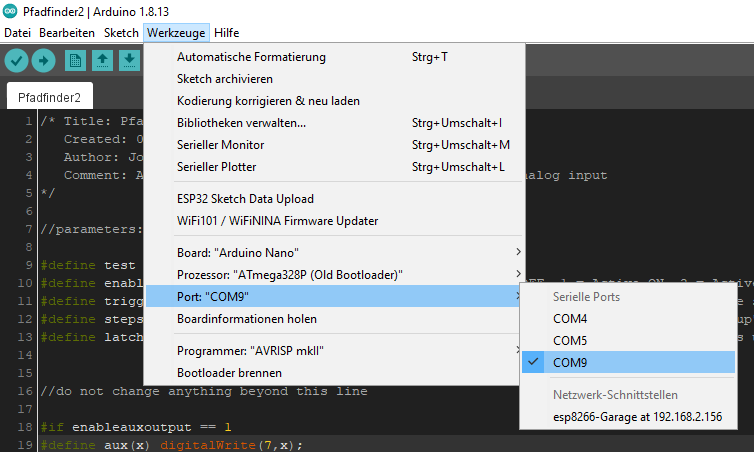 Pfadfinder2 | Arduino 1.8.13
Datei Bearbeiten Sketch Werkzeuge Hilfe
Automatische Formatierung Strg+T
Sketch archivieren
Kodierung korrigieren & neu laden
Bibliotheken verwalten... Strg+Umschalt+I
Serieller Monitor Strg+Umschalt+M
Serieller Plotter Strg+Umschalt+L
ESP32 Sketch Data Upload
WiFi101 / WiFiNINA Firmware Updater
Board: "Arduino Nano"
Prozessor: "ATmega328P (Old Bootloader)"
Port: "COM9"
Boardinformationen holen
Programmer: "AVRISP mkII"
Bootloader brennen
Serielle Ports
COM4
COM5
COM9
Netzwerk-Schnittstellen
esp8266-Garage at 192.168.2.156
Pfadfinder2
1 /* Title: Pfa
2 Created: 0
3 Author: Jo
4 Comment: A alog input
5 */
6
7 //parameters:
8
9 #define test
10 #define enabl = Active ON, 2 = Active
11 #define trigg
12 #define steps up"
13 #define latch
14
15
16 //do not change anything beyond this line
17
18 #if enableauxoutput == 1
19 #define aux(x) digitalWrite(7,x);